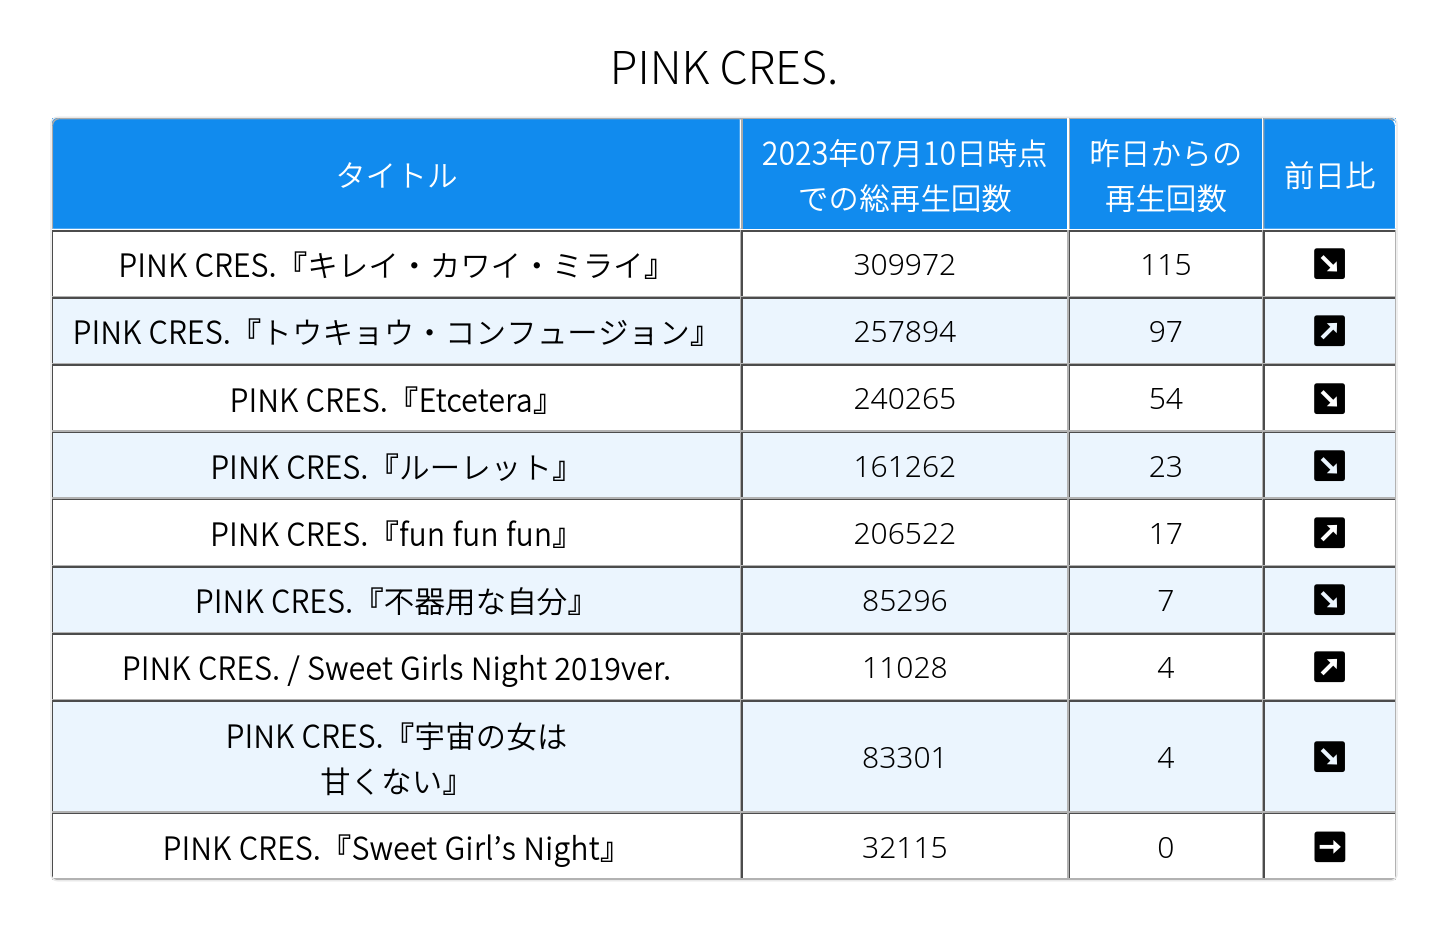 PINK CRES.
タイトル
2023年07月10日時点
での総再生回数
昨日からの
再生回数
前日比
PINK CRES.『キレイ・カワイ・ミライ』 309972 115 ↘
PINK CRES.『トウキョウ・コンフュージョン』 257894 97 ↗
PINK CRES.『Etcetera』 240265 54 ↘
PINK CRES.『ルーレット』 161262 23 ↘
PINK CRES.『fun fun fun』 206522 17 ↗
PINK CRES.『不器用な自分』 85296 7 ↘
PINK CRES. / Sweet Girls Night 2019ver. 11028 4 ↗
PINK CRES.『宇宙の女は
甘くない』 83301 4 ↘
PINK CRES.『Sweet Girl’s Night』 32115 0 →